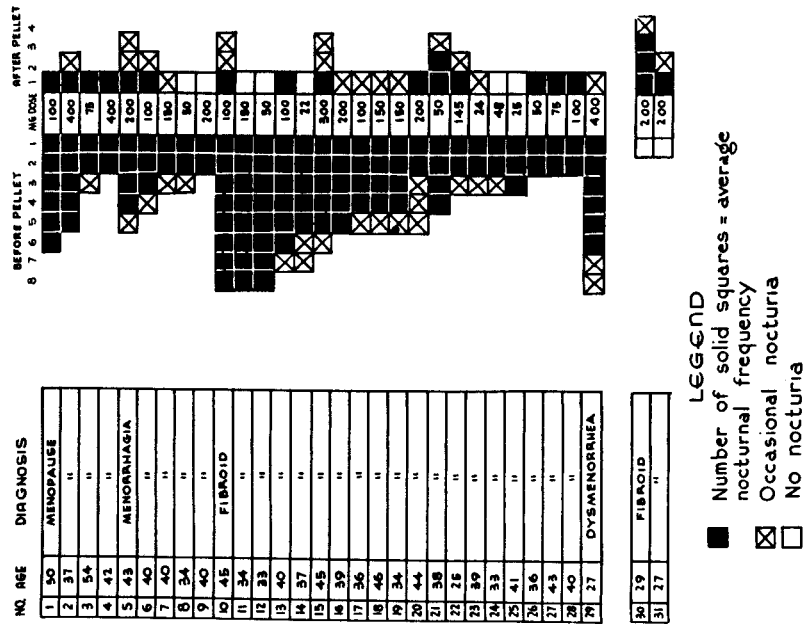 NO. AGE DIAGNOSIS BEFORE PELLET MG DOSE AFTER PELLET
8 7 6 5 4 3 2 1 1 2 3 4
1 50 MENOPAUSE 100
2 37 " 400
3 54 " 75
4 42 " 400
5 43 MENORRHAGIA 200
6 40 " 100
7 40 " 150
8 34 " 50
9 40 " 200
10 45 FIBROID 100
11 34 " 150
12 33 " 50
13 40 " 100
14 37 " 22
15 45 " 300
16 39 " 200
17 36 " 100
18 46 " 150
19 34 " 150
20 44 " 200
21 38 " 50
22 " 145
23 39 " 24
24 33 " 48
25 41 " 25
26 36 " 50
27 43 " 75
28 40 " 100
29 27 DYSMENORRHEA 400
30 29 FIBROID 200
31 27 " 200
LEGEND
Number of solid squares = average
nocturnal frequency
Occasional nocturia
No nocturia